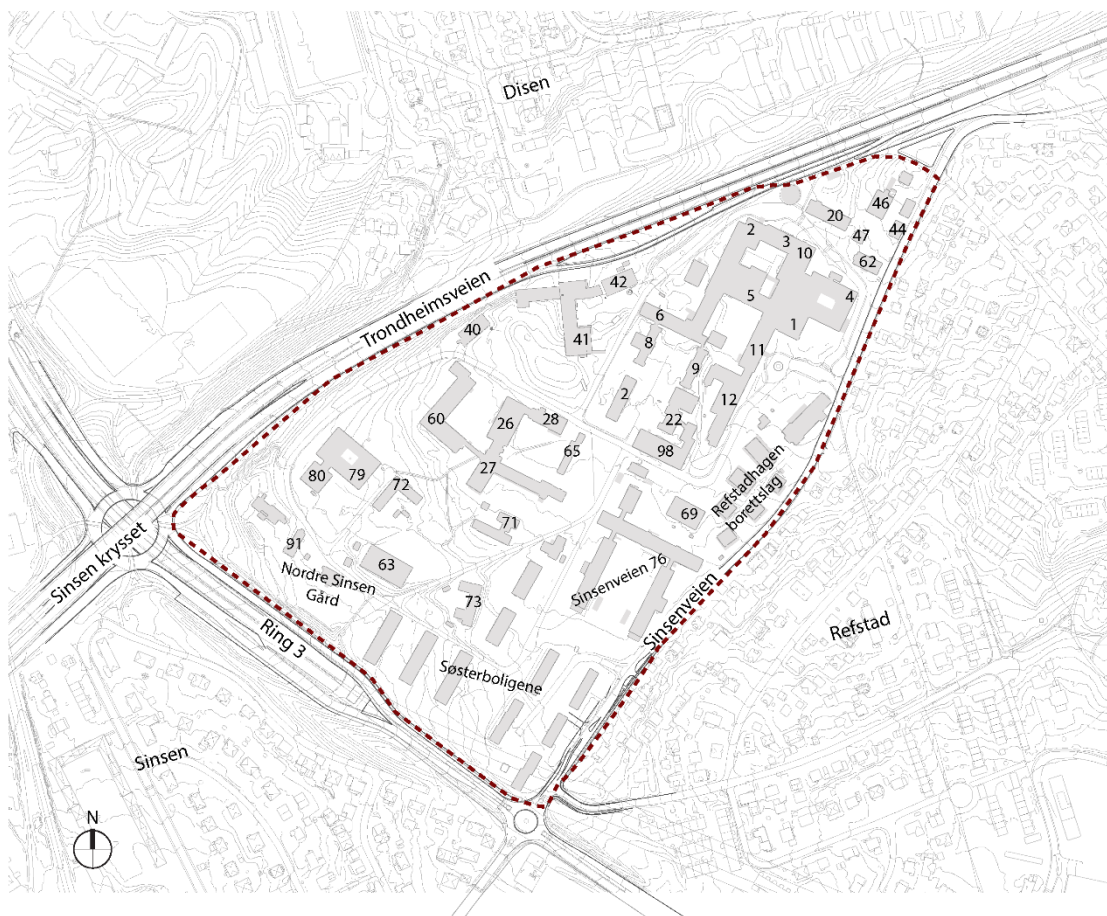 Disen
46
20
44
47
2
3
10
62
42
4
5
6
Trondheimsveien
1
40
41
8
11
9
2
12
60
26
28
22
65
98
80
79
72
27
Refstadhagen
borettslag
69
71
Sinsen krysset
91
63
Nordre Sinsen
Gård
Sinsenveien 76
73
Sinsenveien
Refstad
Ring 3
Søsterboligene
Sinsen
N